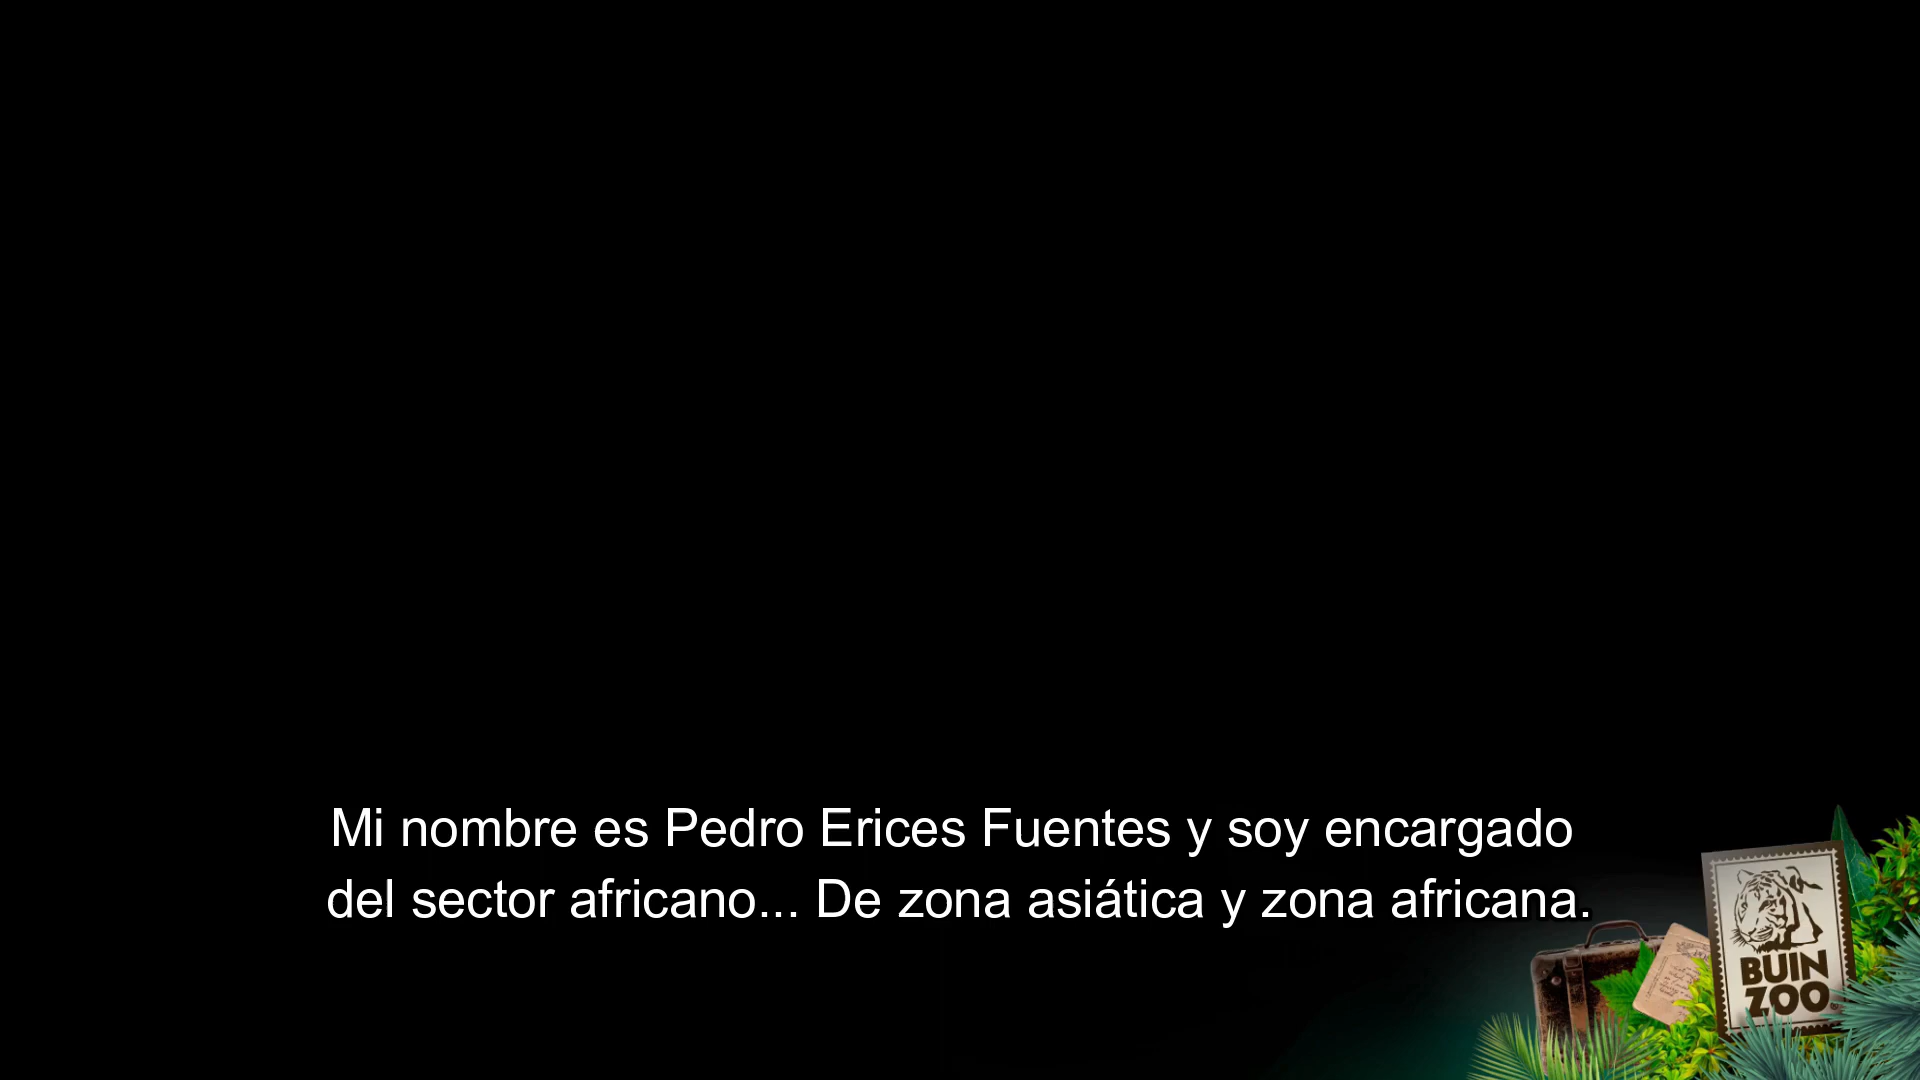 Mi nombre es Pedro Erices Fuentes y soy encargado
del sector africano... De zona asiática y zona africana.
BUIN
ZOO